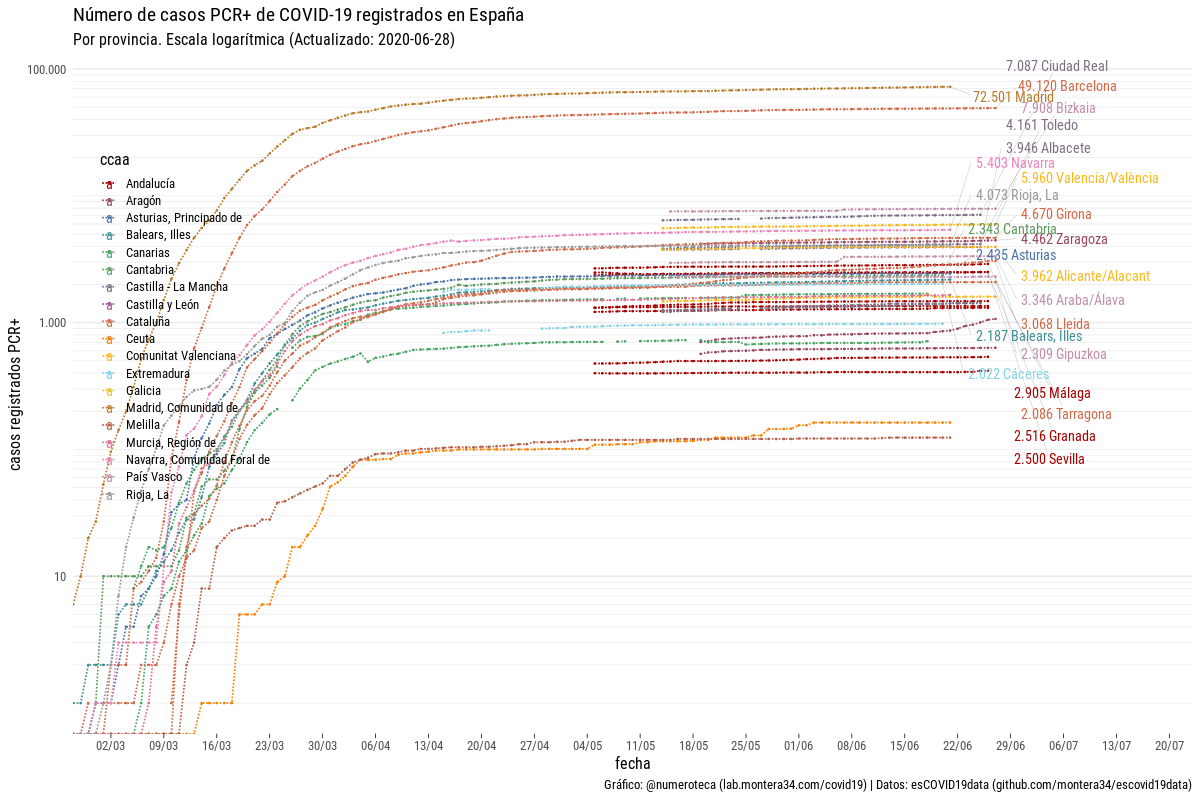 Número de casos PCR+ de COVID-19 registrados en España
Por provincia. Escala logarítmica (Actualizado: 2020-06-28)
casos registrados PCR+
100.000
1.000
10
ccaa
Andalucía
Aragón
Asturias, Principado de
Balears, Illes
Canarias
Cantabria
Castilla - La Mancha
Castilla y León
Cataluña
Ceuta
Comunitat Valenciana
Extremadura
Galicia
Madrid, Comunidad de
Melilla
Murcia, Región de
Navarra, Comunidad Foral de
País Vasco
Rioja, La
7.087 Ciudad Real
49.120 Barcelona
72.501 Madrid
7.908 Bizkaia
4.161 Toledo
3.946 Albacete
5.403 Navarra
5.960 Valencia/València
4.073 Rioja, La
4.670 Girona
2.343 Cantabria
4.462 Zaragoza
2.435 Asturias
3.962 Alicante/Alacant
3.346 Araba/Álava
3.068 Lleida
2.187 Balears, Illes
2.309 Gipuzkoa
2.022 Cáceres
2.905 Málaga
2.086 Tarragona
2.516 Granada
2.500 Sevilla
02/03 09/03 16/03 23/03 30/03 06/04 13/04 20/04 27/04 04/05 11/05 18/05 25/05 01/06 08/06 15/06 22/06 29/06 06/07 13/07 20/07
fecha
Gráfico: @numeroteca (lab.montera34.com/covid19) | Datos: esCOVID19data (github.com/montera34/escovid19data)